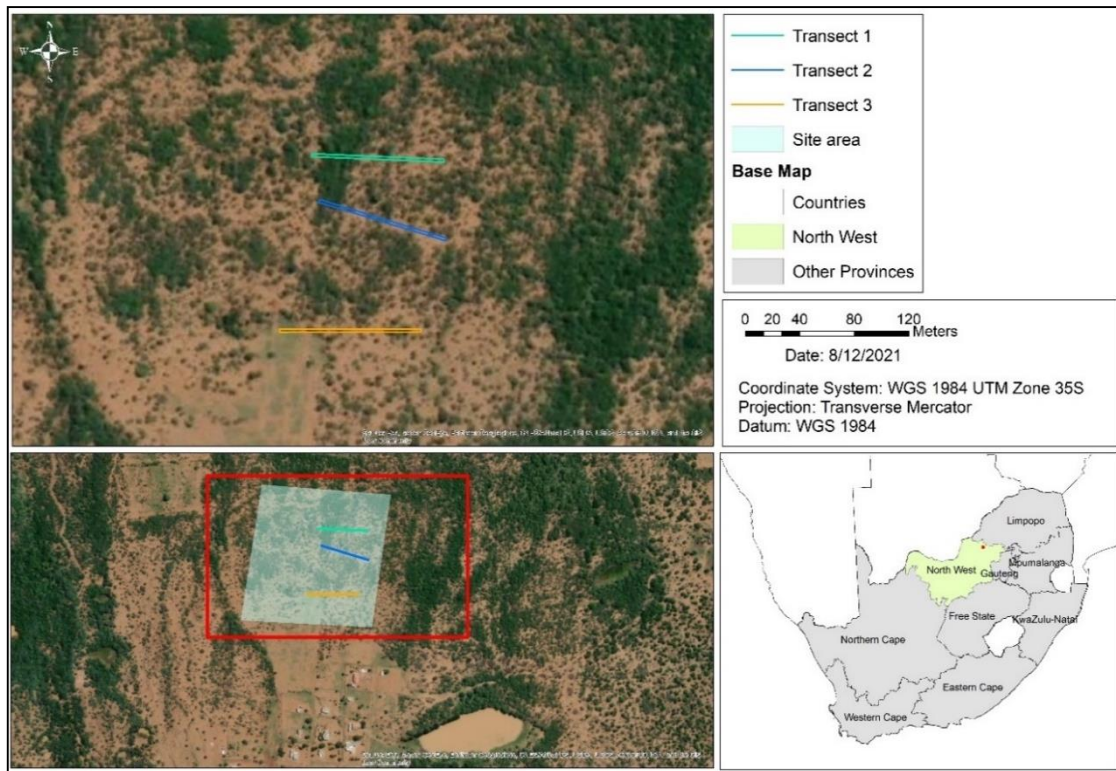 N
W E
S
Transect 1
Transect 2
Transect 3
Site area
Base Map
Countries
North West
Other Provinces
0 20 40 80 120
Meters
Date: 8/12/2021
Coordinate System: WGS 1984 UTM Zone 35S
Projection: Transverse Mercator
Datum: WGS 1984
Limpopo
North West
Mpumalanga
Gauteng
Free State
KwaZulu-Natal
Northern Cape
Eastern Cape
Western Cape